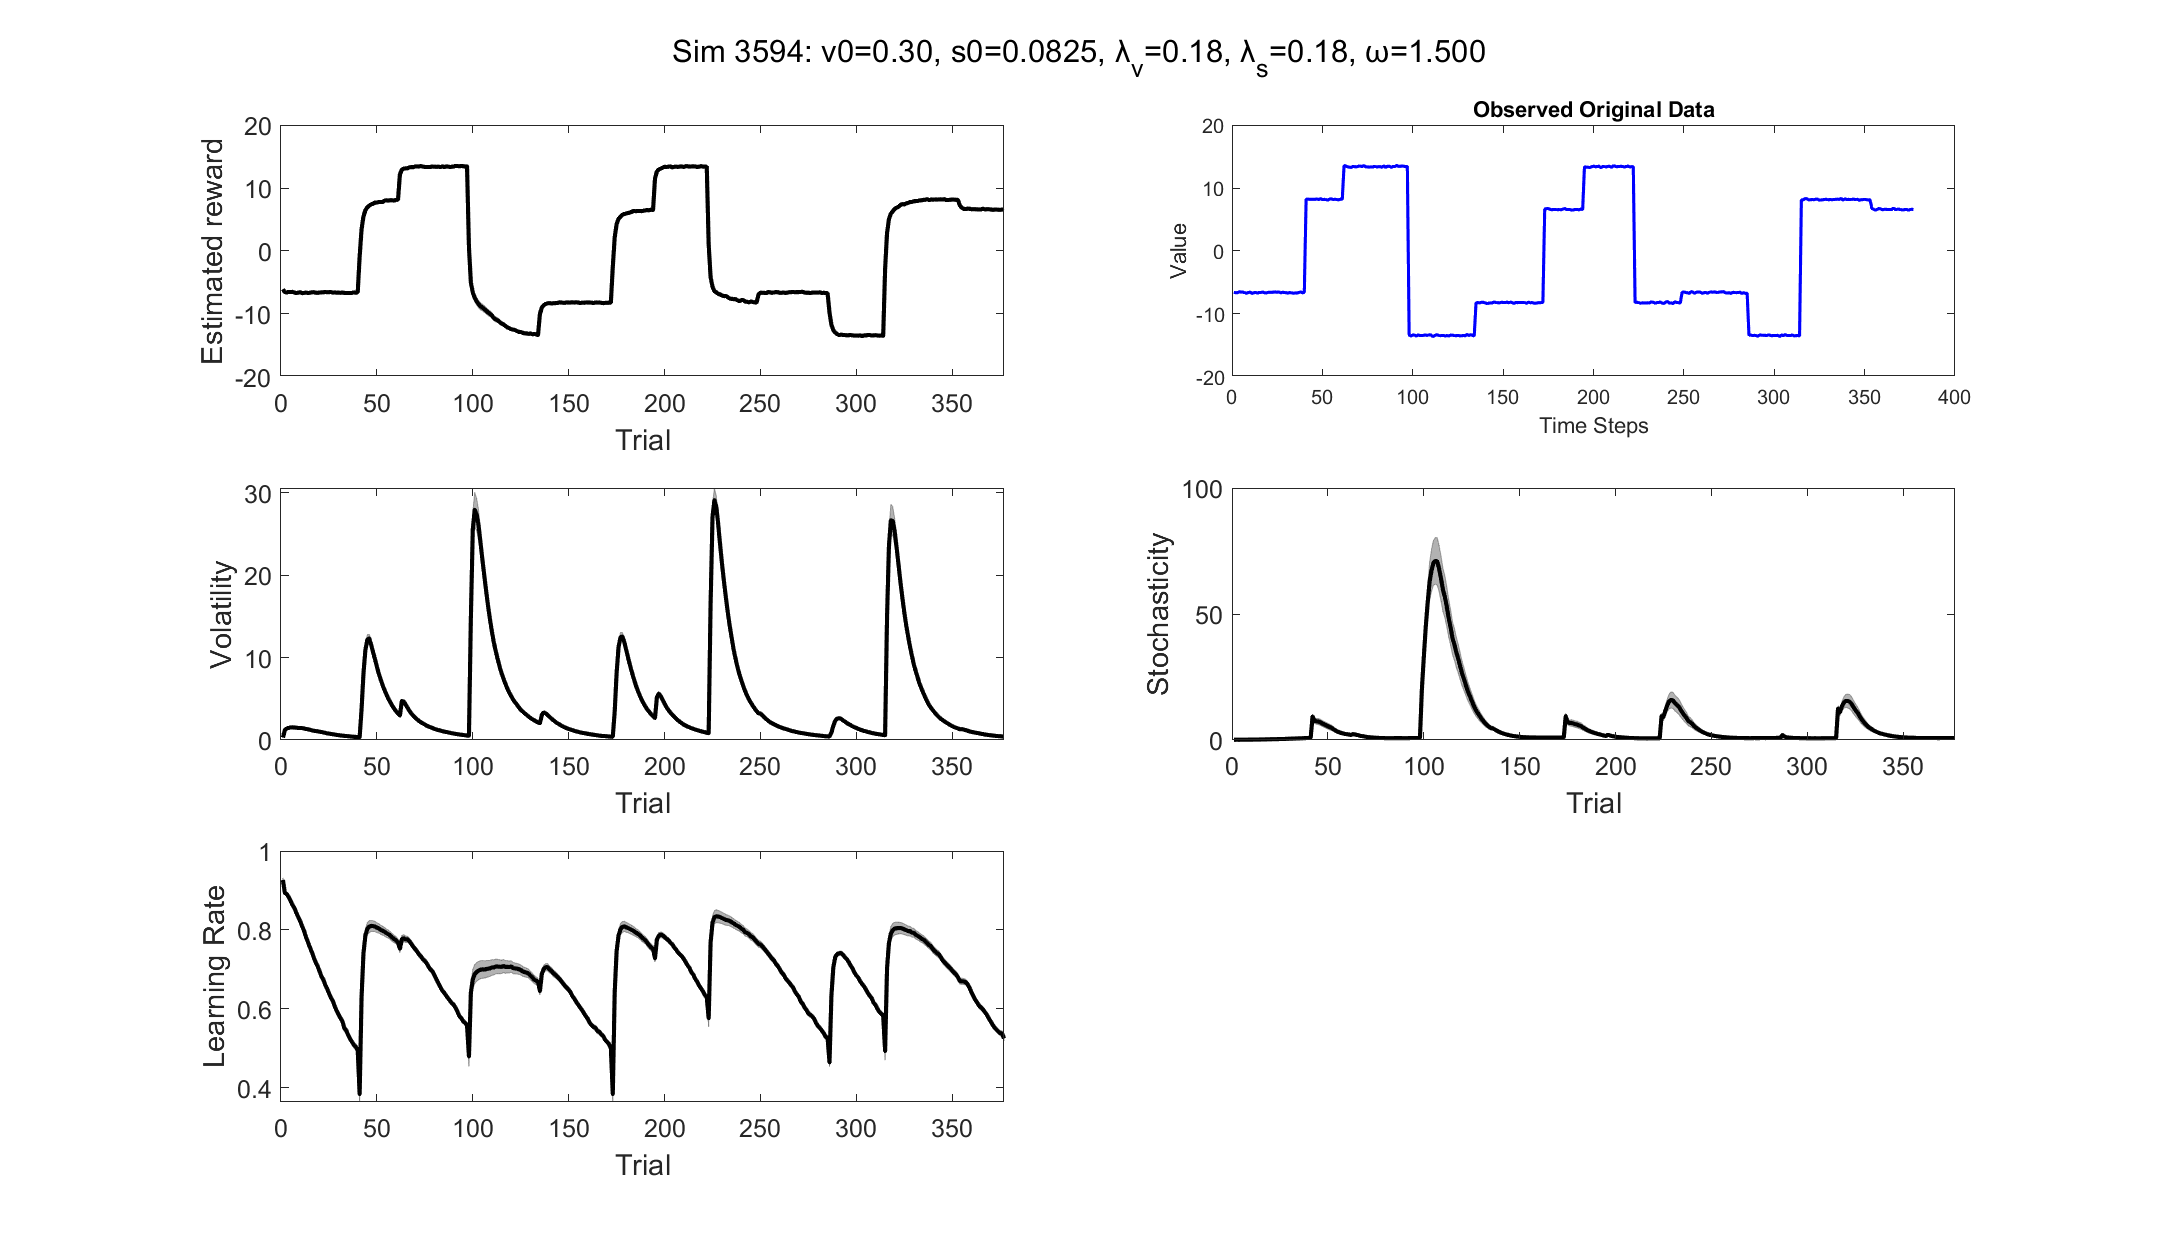 Sim 3594: v0=0.30, s0=0.0825, λ_v=0.18, λ_s=0.18, ω=1.500
Estimated reward
20
10
0
-10
-20
0 50 100 150 200 250 300 350
Trial
Observed Original Data
Value
20
10
0
-10
-20
0 50 100 150 200 250 300 350 400
Time Steps
Volatility
30
20
10
0
0 50 100 150 200 250 300 350
Trial
Stochasticity
100
50
0
0 50 100 150 200 250 300 350
Trial
Learning Rate
1
0.8
0.6
0.4
0 50 100 150 200 250 300 350
Trial